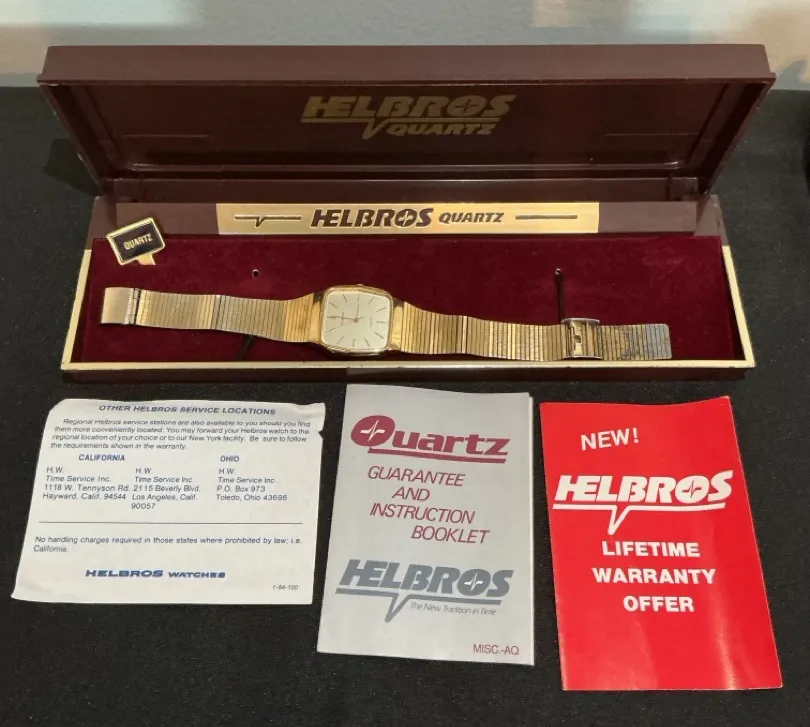 HELBROS
QUARTZ
HELBROS QUARTZ
QUARTZ
OTHER HELBROS SERVICE LOCATIONS
Regional Helbros service stations are also available to you should you find
them more conveniently located. You may forward your Helbros watch to the
regional location of your choice or to our New York facility. Be sure to follow
the requirements shown in the warranty.
CALIFORNIA
H.W.
Time Service Inc.
1118 W. Tennyson Rd.
Hayward, Calif. 94544
H.W.
Time Service Inc.
2115 Beverly Blvd.
Los Angeles, Calif.
90057
OHIO
H.W.
Time Service Inc.
P.O. Box 973
Toledo, Ohio 43696
No handling charges required in those states where prohibited by law; i.e.
California.
HELBROS WATCHES
1-84-100
Quartz
GUARANTEE
AND
INSTRUCTION
BOOKLET
HELBROS
The New Tradition in Time
MISC.-AQ
NEW!
HELBROS
LIFETIME
WARRANTY
OFFER